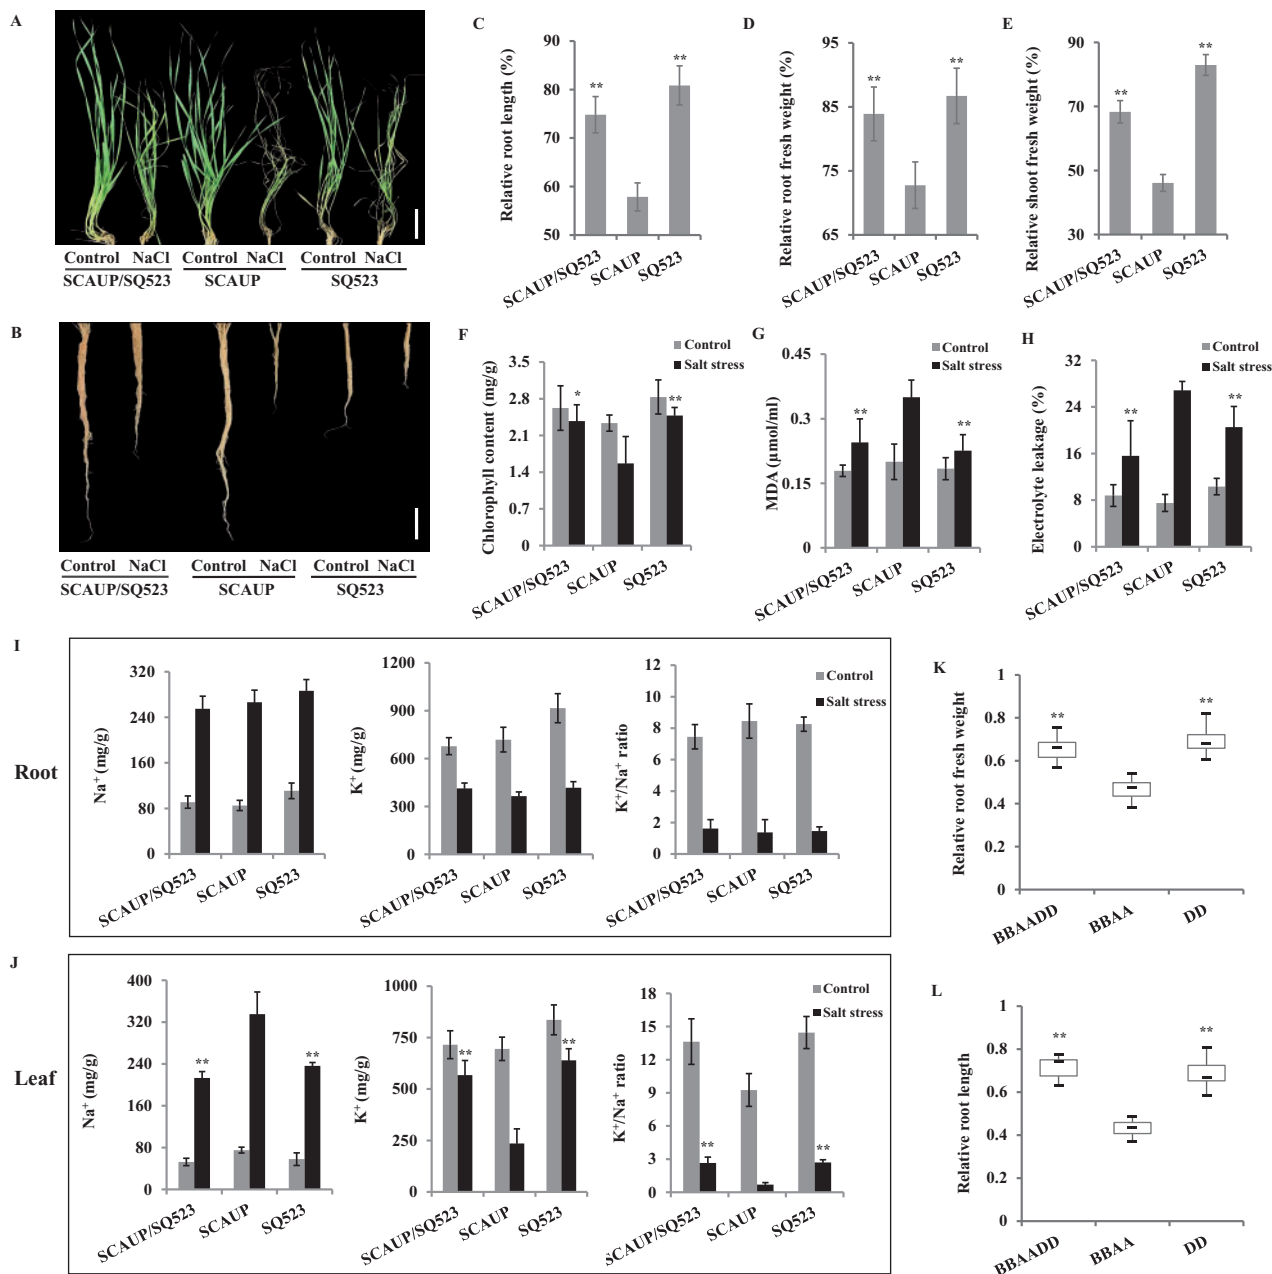 A
Control NaCl Control NaCl Control NaCl
SCAUP/SQ523 SCAUP SQ523
B
Control NaCl Control NaCl Control NaCl
SCAUP/SQ523 SCAUP SQ523
C
Relative root length (%)
90
80
70
60
50
**
**
SCAUP/SQ523
SCAUP
SQ523
D
Relative root fresh weight (%)
95
85
75
65
**
**
SCAUP/SQ523
SCAUP
SQ523
E
Relative shoot fresh weight (%)
90
70
50
30
**
**
SCAUP/SQ523
SCAUP
SQ523
F
Control
Salt stress
Chlorophyll content (mg/g)
3.5
2.8
2.1
1.4
0.7
0
*
**
SCAUP/SQ523
SCAUP
SQ523
G
Control
Salt stress
MDA (μmol/ml)
0.45
0.3
0.15
0
**
**
SCAUP/SQ523
SCAUP
SQ523
H
Control
Salt stress
Electrolyte leakage (%)
32
24
16
8
0
**
**
SCAUP/SQ523
SCAUP
SQ523
I
Root
Na⁺ (mg/g)
320
240
160
80
0
SCAUP/SQ523
SCAUP
SQ523
K⁺ (mg/g)
1200
900
600
300
0
SCAUP/SQ523
SCAUP
SQ523
K⁺/Na⁺ ratio
12
10
8
6
4
2
0
Control
Salt stress
SCAUP/SQ523
SCAUP
SQ523
J
Leaf
Na⁺ (mg/g)
400
320
240
160
80
0
**
**
SCAUP/SQ523
SCAUP
SQ523
K⁺ (mg/g)
1000
750
500
250
0
**
**
SCAUP/SQ523
SCAUP
SQ523
K⁺/Na⁺ ratio
18
15
12
9
6
3
0
Control
Salt stress
**
**
SCAUP/SQ523
SCAUP
SQ523
K
Relative root fresh weight
1
0.8
0.6
0.4
0.2
0
**
**
BBAADD
BBAA
DD
L
Relative root length
1
0.8
0.6
0.4
0.2
0
**
**
BBAADD
BBAA
DD